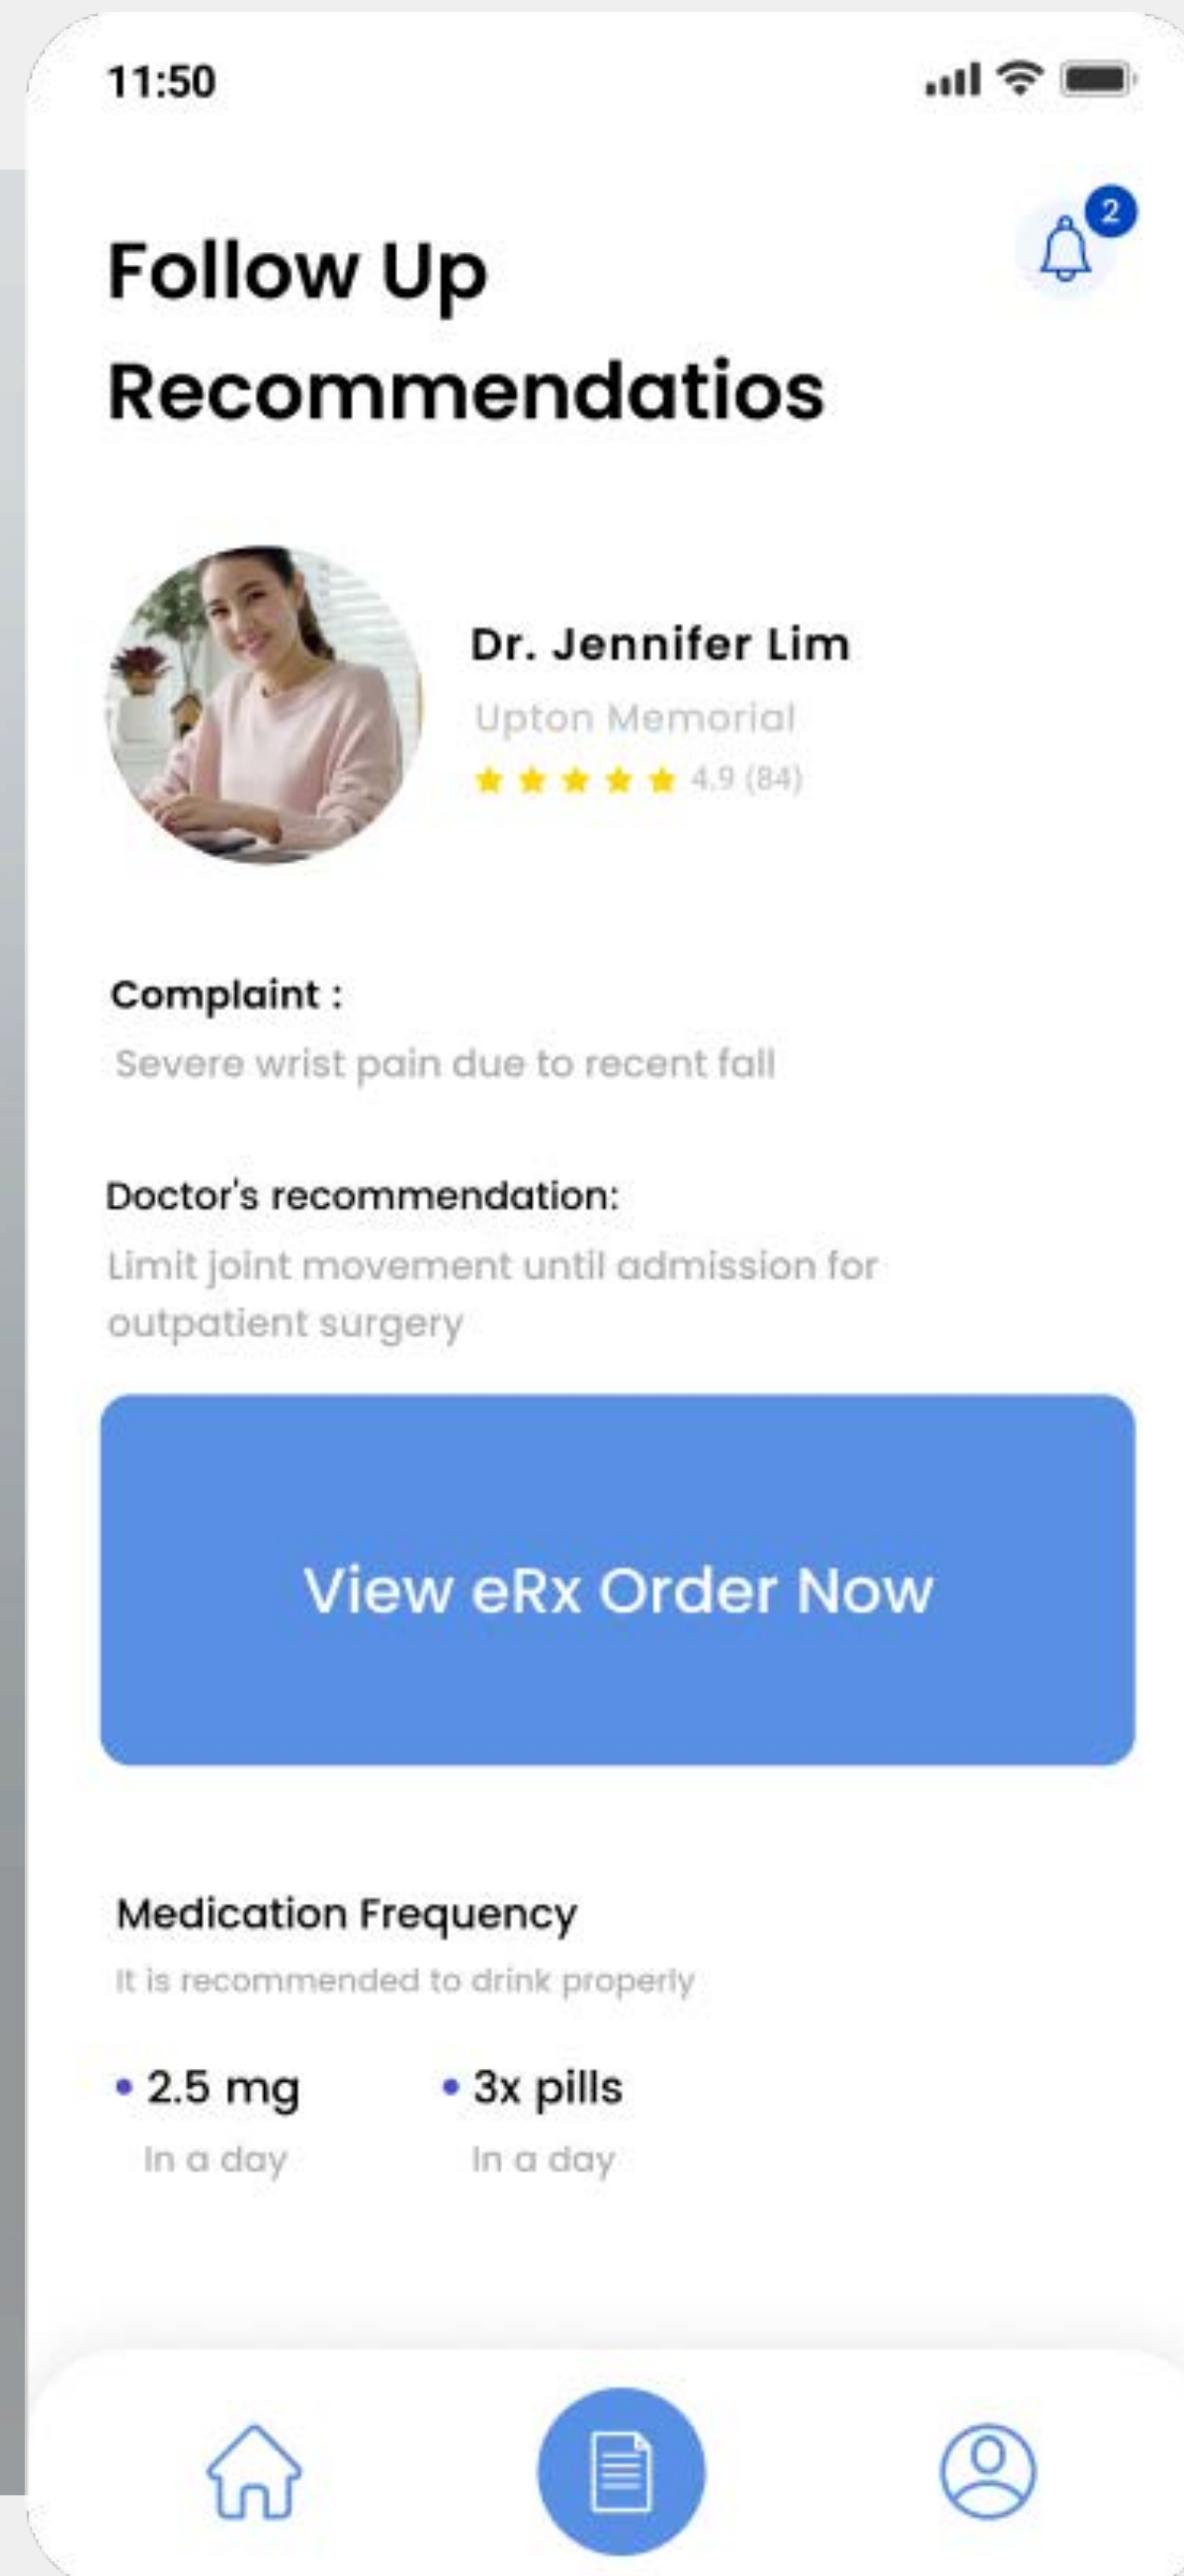 11:50
2
Follow Up
Recommendatios
Dr. Jennifer Lim
Upton Memorial
4.9 (84)
Complaint :
Severe wrist pain due to recent fall
Doctor's recommendation:
Limit joint movement until admission for
outpatient surgery
View eRx Order Now
Medication Frequency
It is recommended to drink properly
• 2.5 mg
In a day
• 3x pills
In a day